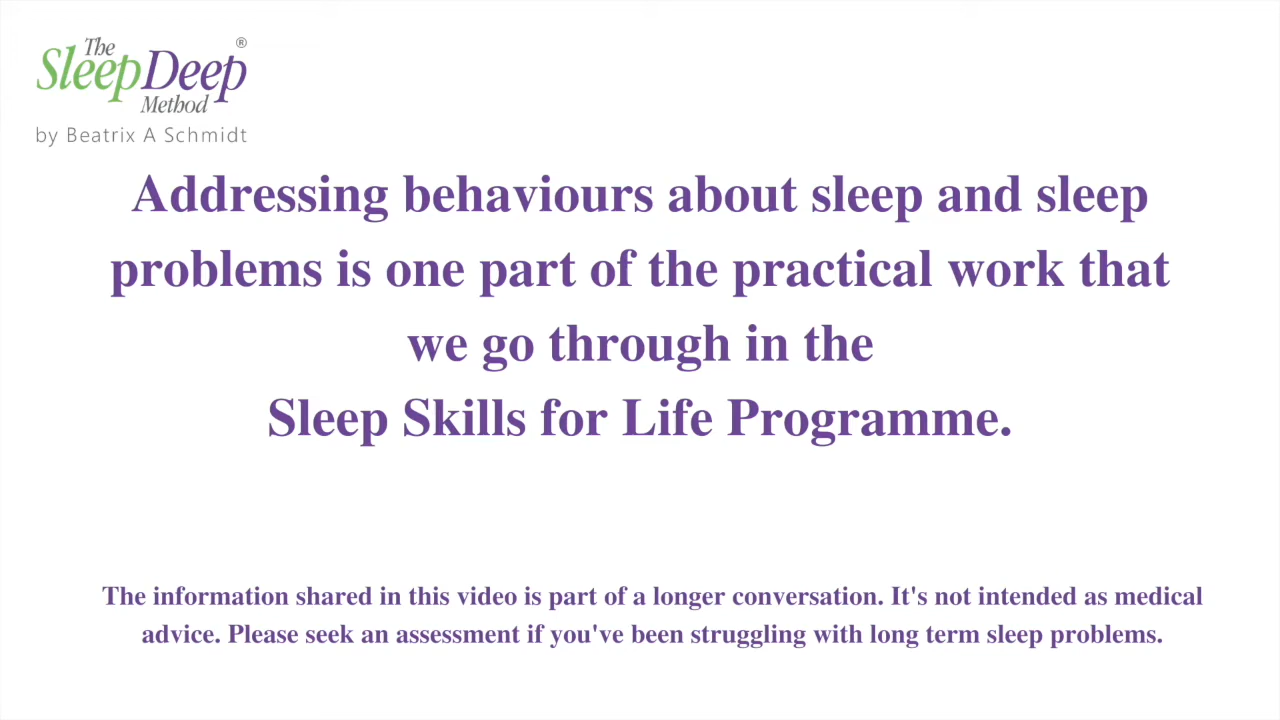 The
SleepDeep®
Method
by Beatrix A Schmidt
Addressing behaviours about sleep and sleep
problems is one part of the practical work that
we go through in the
Sleep Skills for Life Programme.
The information shared in this video is part of a longer conversation. It's not intended as medical
advice. Please seek an assessment if you've been struggling with long term sleep problems.